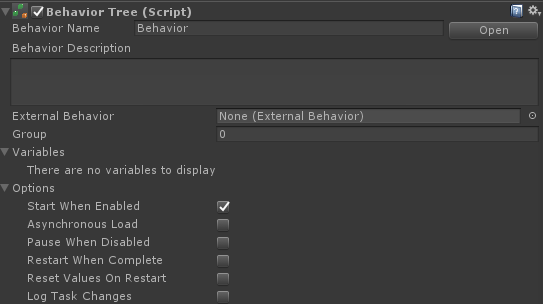 Behavior Tree (Script)
Behavior Name Behavior Open
Behavior Description
External Behavior None (External Behavior)
Group 0
Variables
There are no variables to display
Options
Start When Enabled
Asynchronous Load
Pause When Disabled
Restart When Complete
Reset Values On Restart
Log Task Changes